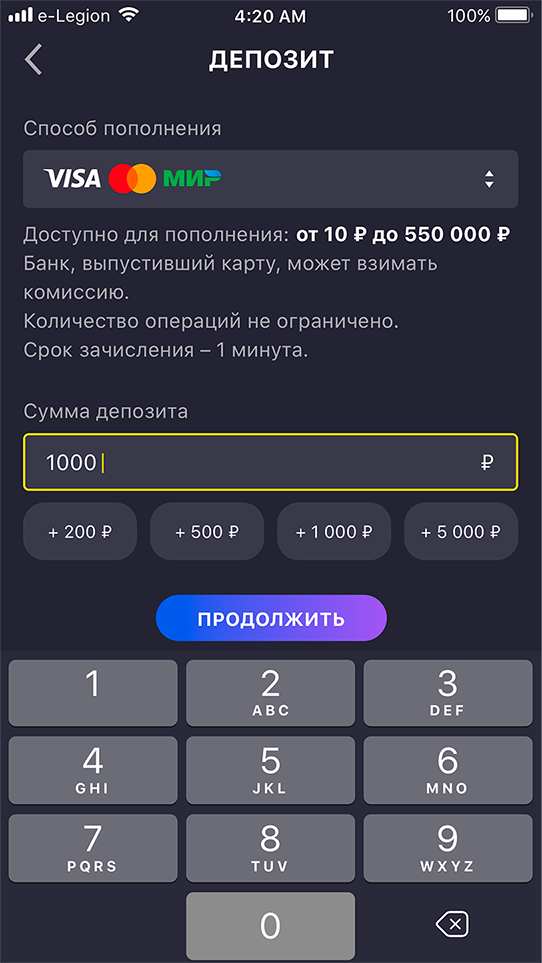 e-Legion 4:20 AM 100%
ДЕПОЗИТ
Способ пополнения
VISA МИР
Доступно для пополнения: от 10 ₽ до 550 000 ₽
Банк, выпустивший карту, может взимать
комиссию.
Количество операций не ограничено.
Срок зачисления – 1 минута.
Сумма депозита
1000 ₽
+ 200 ₽ + 500 ₽ + 1 000 ₽ + 5 000 ₽
ПРОДОЛЖИТЬ
1 2 3
ABC DEF
4 5 6
GHI JKL MNO
7 8 9
PQRS TUV WXYZ
0